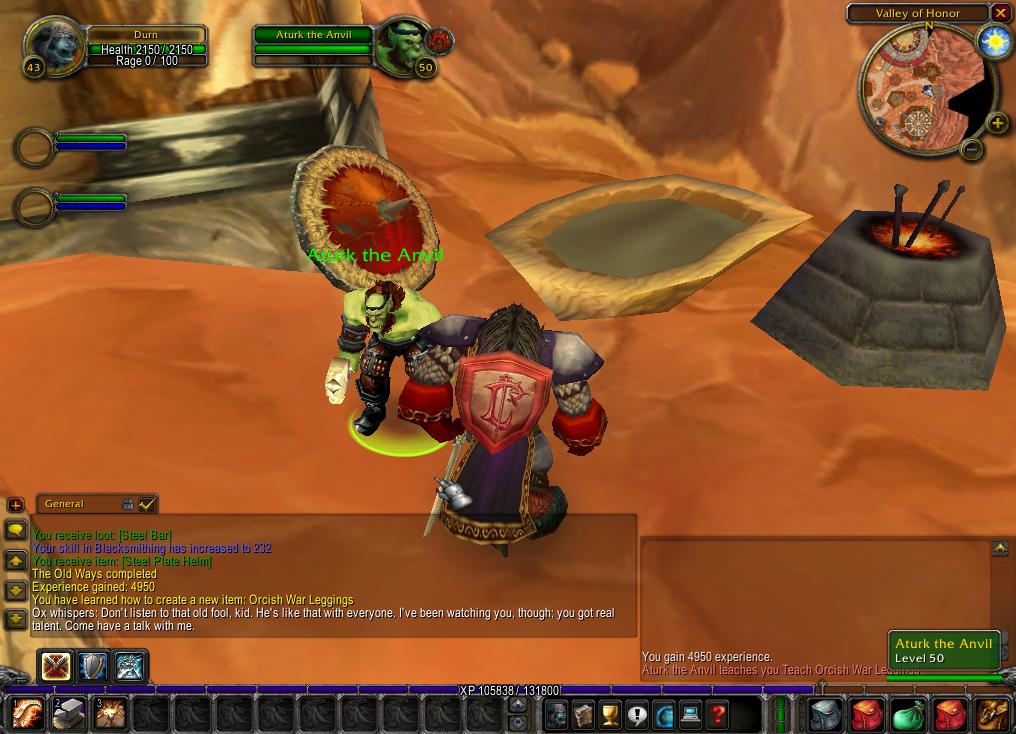 Durn
Health 2150 / 2150
Rage 0 / 100
43
Aturk the Anvil
50
Valley of Honor
N
Aturk the Anvil
General
You receive loot: [Steel Bar]
Your skill in Blacksmithing has increased to 232
You receive item: [Steel Plate Helm]
The Old Ways completed
Experience gained: 4950
You have learned how to create a new item: Orcish War Leggings
Ox whispers: Don't listen to that old fool, kid. He's like that with everyone. I've been watching you, though; you got real
talent. Come have a talk with me.
You gain 4950 experience.
Aturk the Anvil teaches you Teach Orcish War Leggings.
Aturk the Anvil
Level 50
XP 105838 / 131800
2
3